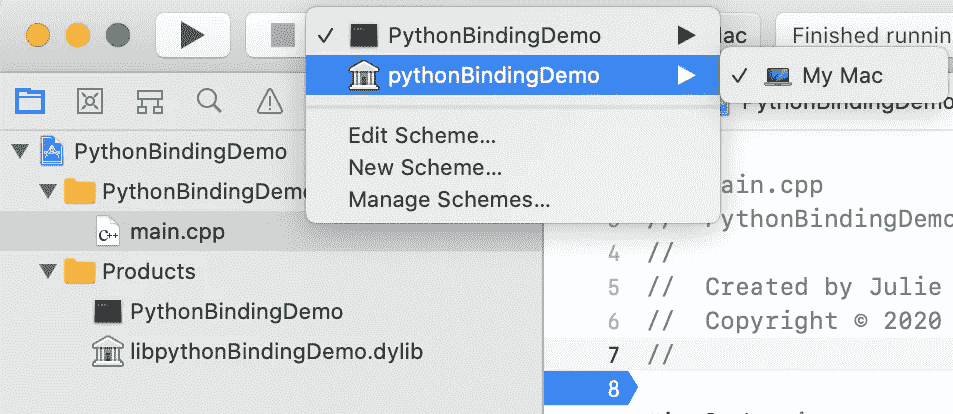 PythonBindingDemo
ac
Finished runnin
pythonBindingDemo
My Mac
PythonBindingDemo
Edit Scheme...
New Scheme...
Manage Schemes...
PythonBindingDemo
PythonBindingDemo
main.cpp
Products
PythonBindingDemo
libpythonBindingDemo.dylib
ain.cpp
// PythonBindingDemo
4 //
5 // Created by Julie
6 // Copyright © 2020
7 //
8